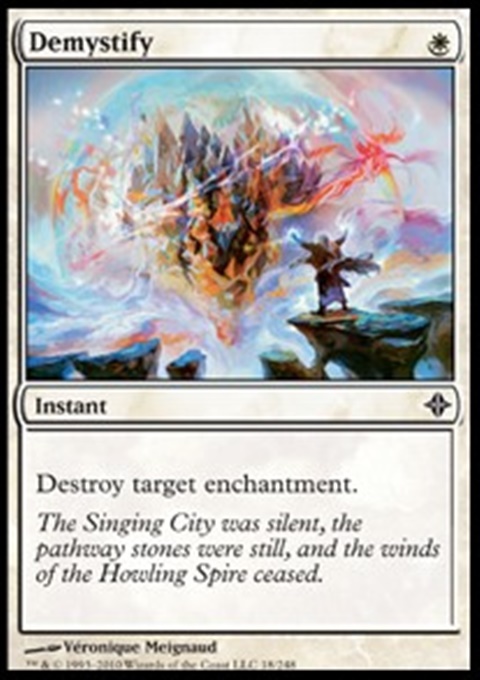 Demystify
Instant
Destroy target enchantment.
The Singing City was silent, the
pathway stones were still, and the winds
of the Howling Spire ceased.
Véronique Meignaud
™ & © 1993–2010 Wizards of the Coast LLC 18/248